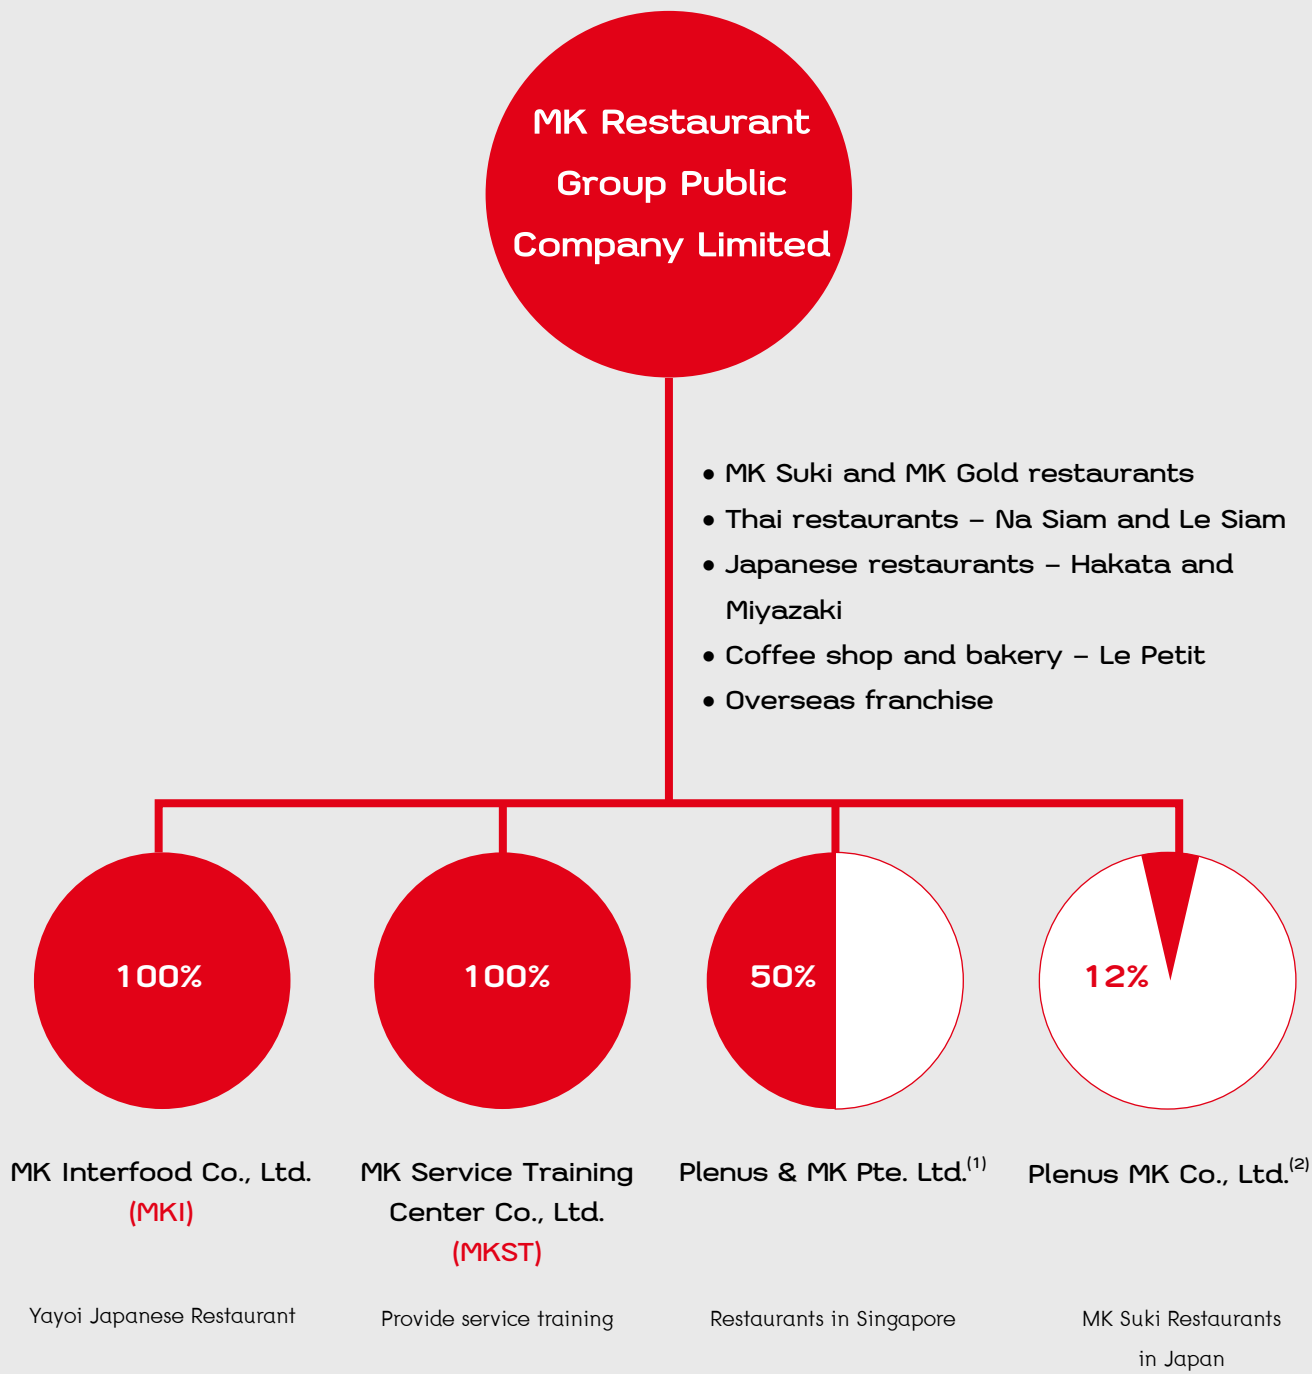 MK Restaurant
Group Public
Company Limited
• MK Suki and MK Gold restaurants
• Thai restaurants – Na Siam and Le Siam
• Japanese restaurants – Hakata and
Miyazaki
• Coffee shop and bakery – Le Petit
• Overseas franchise
100%
100%
50%
12%
MK Interfood Co., Ltd.
(MKI)
MK Service Training
Center Co., Ltd.
(MKST)
Plenus & MK Pte. Ltd.(1)
Plenus MK Co., Ltd.(2)
Yayoi Japanese Restaurant
Provide service training
Restaurants in Singapore
MK Suki Restaurants
in Japan